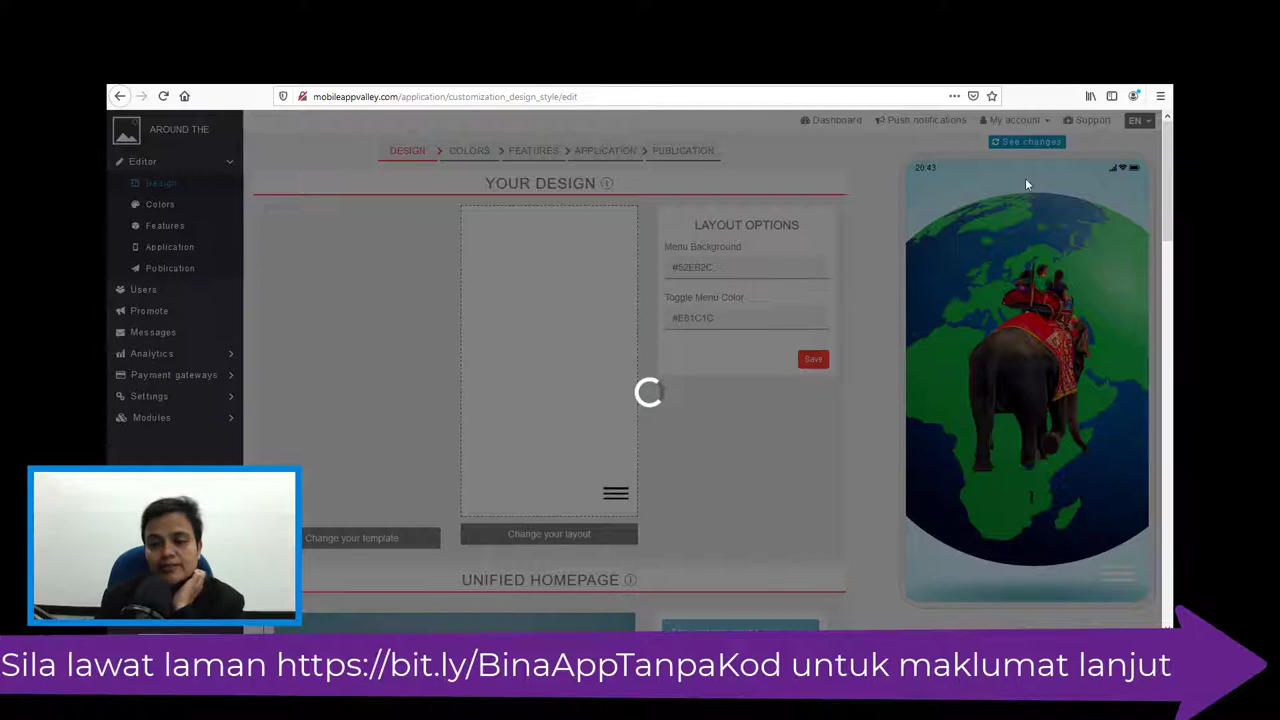 mobileappvalley.com/application/customization_design_style/edit
AROUND THE
Dashboard
Push notifications
My account
Support
EN
Editor
Design
Colors
Features
Application
Publication
Users
Promote
Messages
Analytics
Payment gateways
Settings
Modules
DESIGN
COLORS
FEATURES
APPLICATION
PUBLICATION
YOUR DESIGN
LAYOUT OPTIONS
Menu Background
#52EB2C
Toggle Menu Color
#E61C1C
Save
Change your template
Change your layout
UNIFIED HOMEPAGE
See changes
20:43
Sila lawat laman https://bit.ly/BinaAppTanpaKod untuk maklumat lanjut